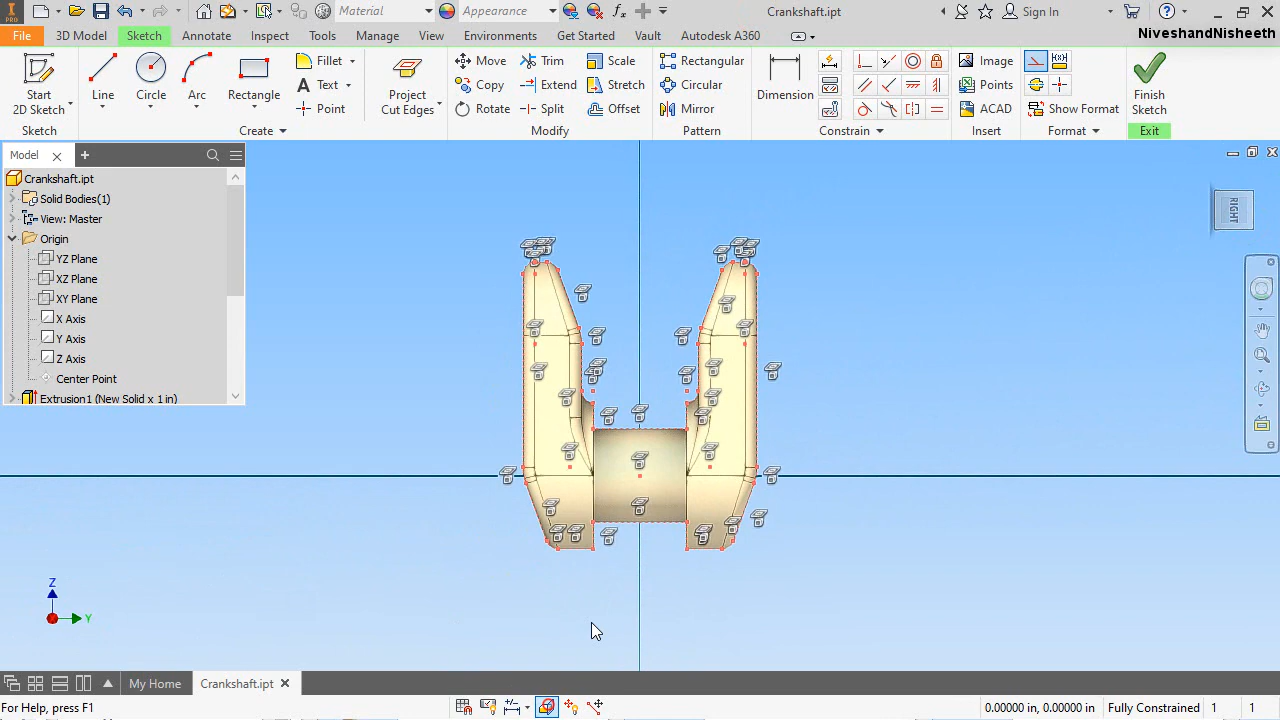 I PRO Material Appearance fx Crankshaft.ipt Sign In
NiveshandNisheeth
File 3D Model Sketch Annotate Inspect Tools Manage View Environments Get Started Vault Autodesk A360
Start
2D Sketch
Line Circle Arc Rectangle
Fillet
Text
Point
Project
Cut Edges
Move Trim Scale
Copy Extend Stretch
Rotate Split Offset
Rectangular
Circular
Mirror
Dimension
Image
Points
ACAD
Show Format
Finish
Sketch
Sketch Create Modify Pattern Constrain Insert Format Exit
Model
Crankshaft.ipt
Solid Bodies(1)
View: Master
Origin
YZ Plane
XZ Plane
XY Plane
X Axis
Y Axis
Z Axis
Center Point
Extrusion1 (New Solid x 1 in)
RIGHT
Z
Y
My Home Crankshaft.ipt
For Help, press F1 0.00000 in, 0.00000 in Fully Constrained 1 1